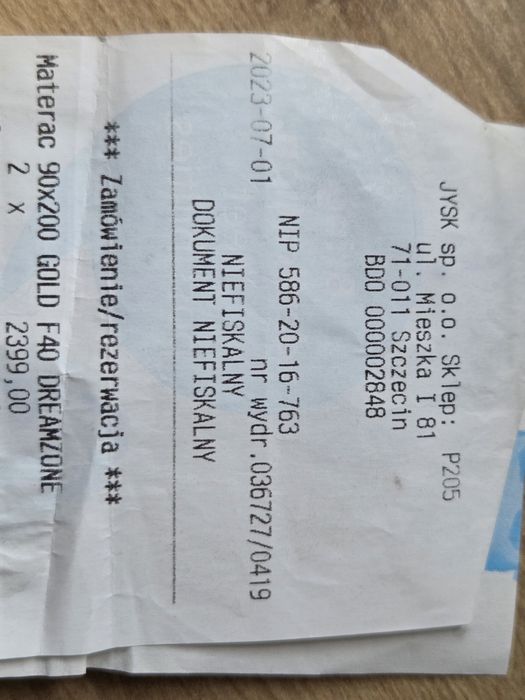 JYSK sp. o.o. Sklep: P205
ul. Mieszka I 81
71-011 Szczecin
BDO 000002848
NIP 586-20-16-763
2023-07-01 nr wydr.036727/0419
NIEFISKALNY
DOKUMENT NIEFISKALNY
*** Zamówienie/rezerwacja ***
Materac 90x200 GOLD F40 DREAMZONE
2 x 2399,00